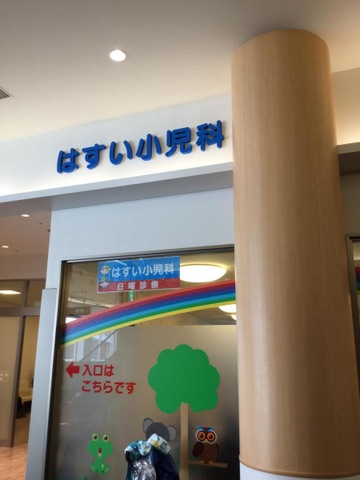 はすい小児科
はすい小児科
日曜診療
入口は
こちらです